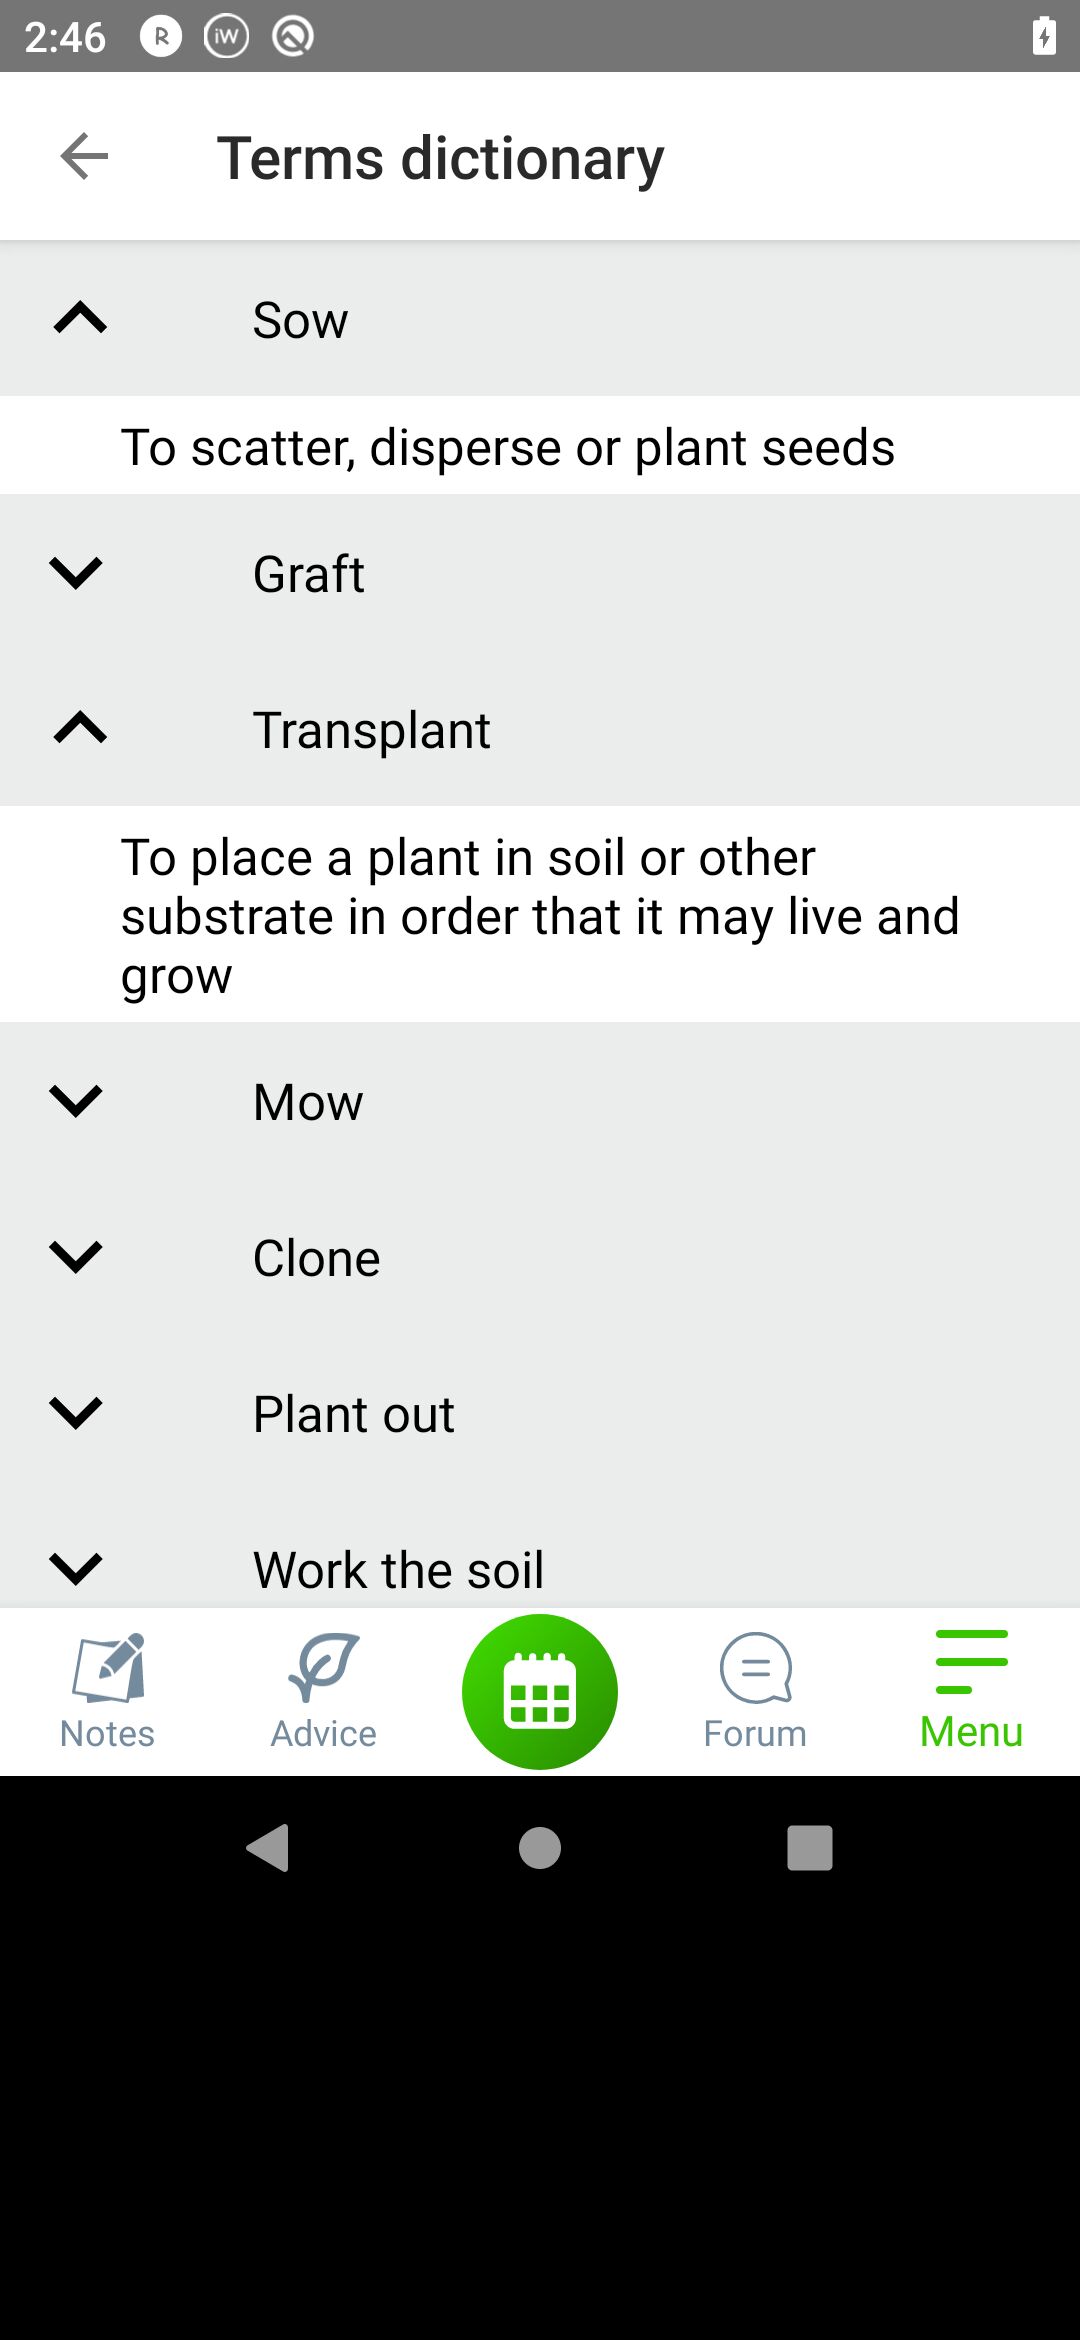 2:46
R
iW
Terms dictionary
Sow
To scatter, disperse or plant seeds
Graft
Transplant
To place a plant in soil or other
substrate in order that it may live and
grow
Mow
Clone
Plant out
Work the soil
Notes
Advice
Forum
Menu